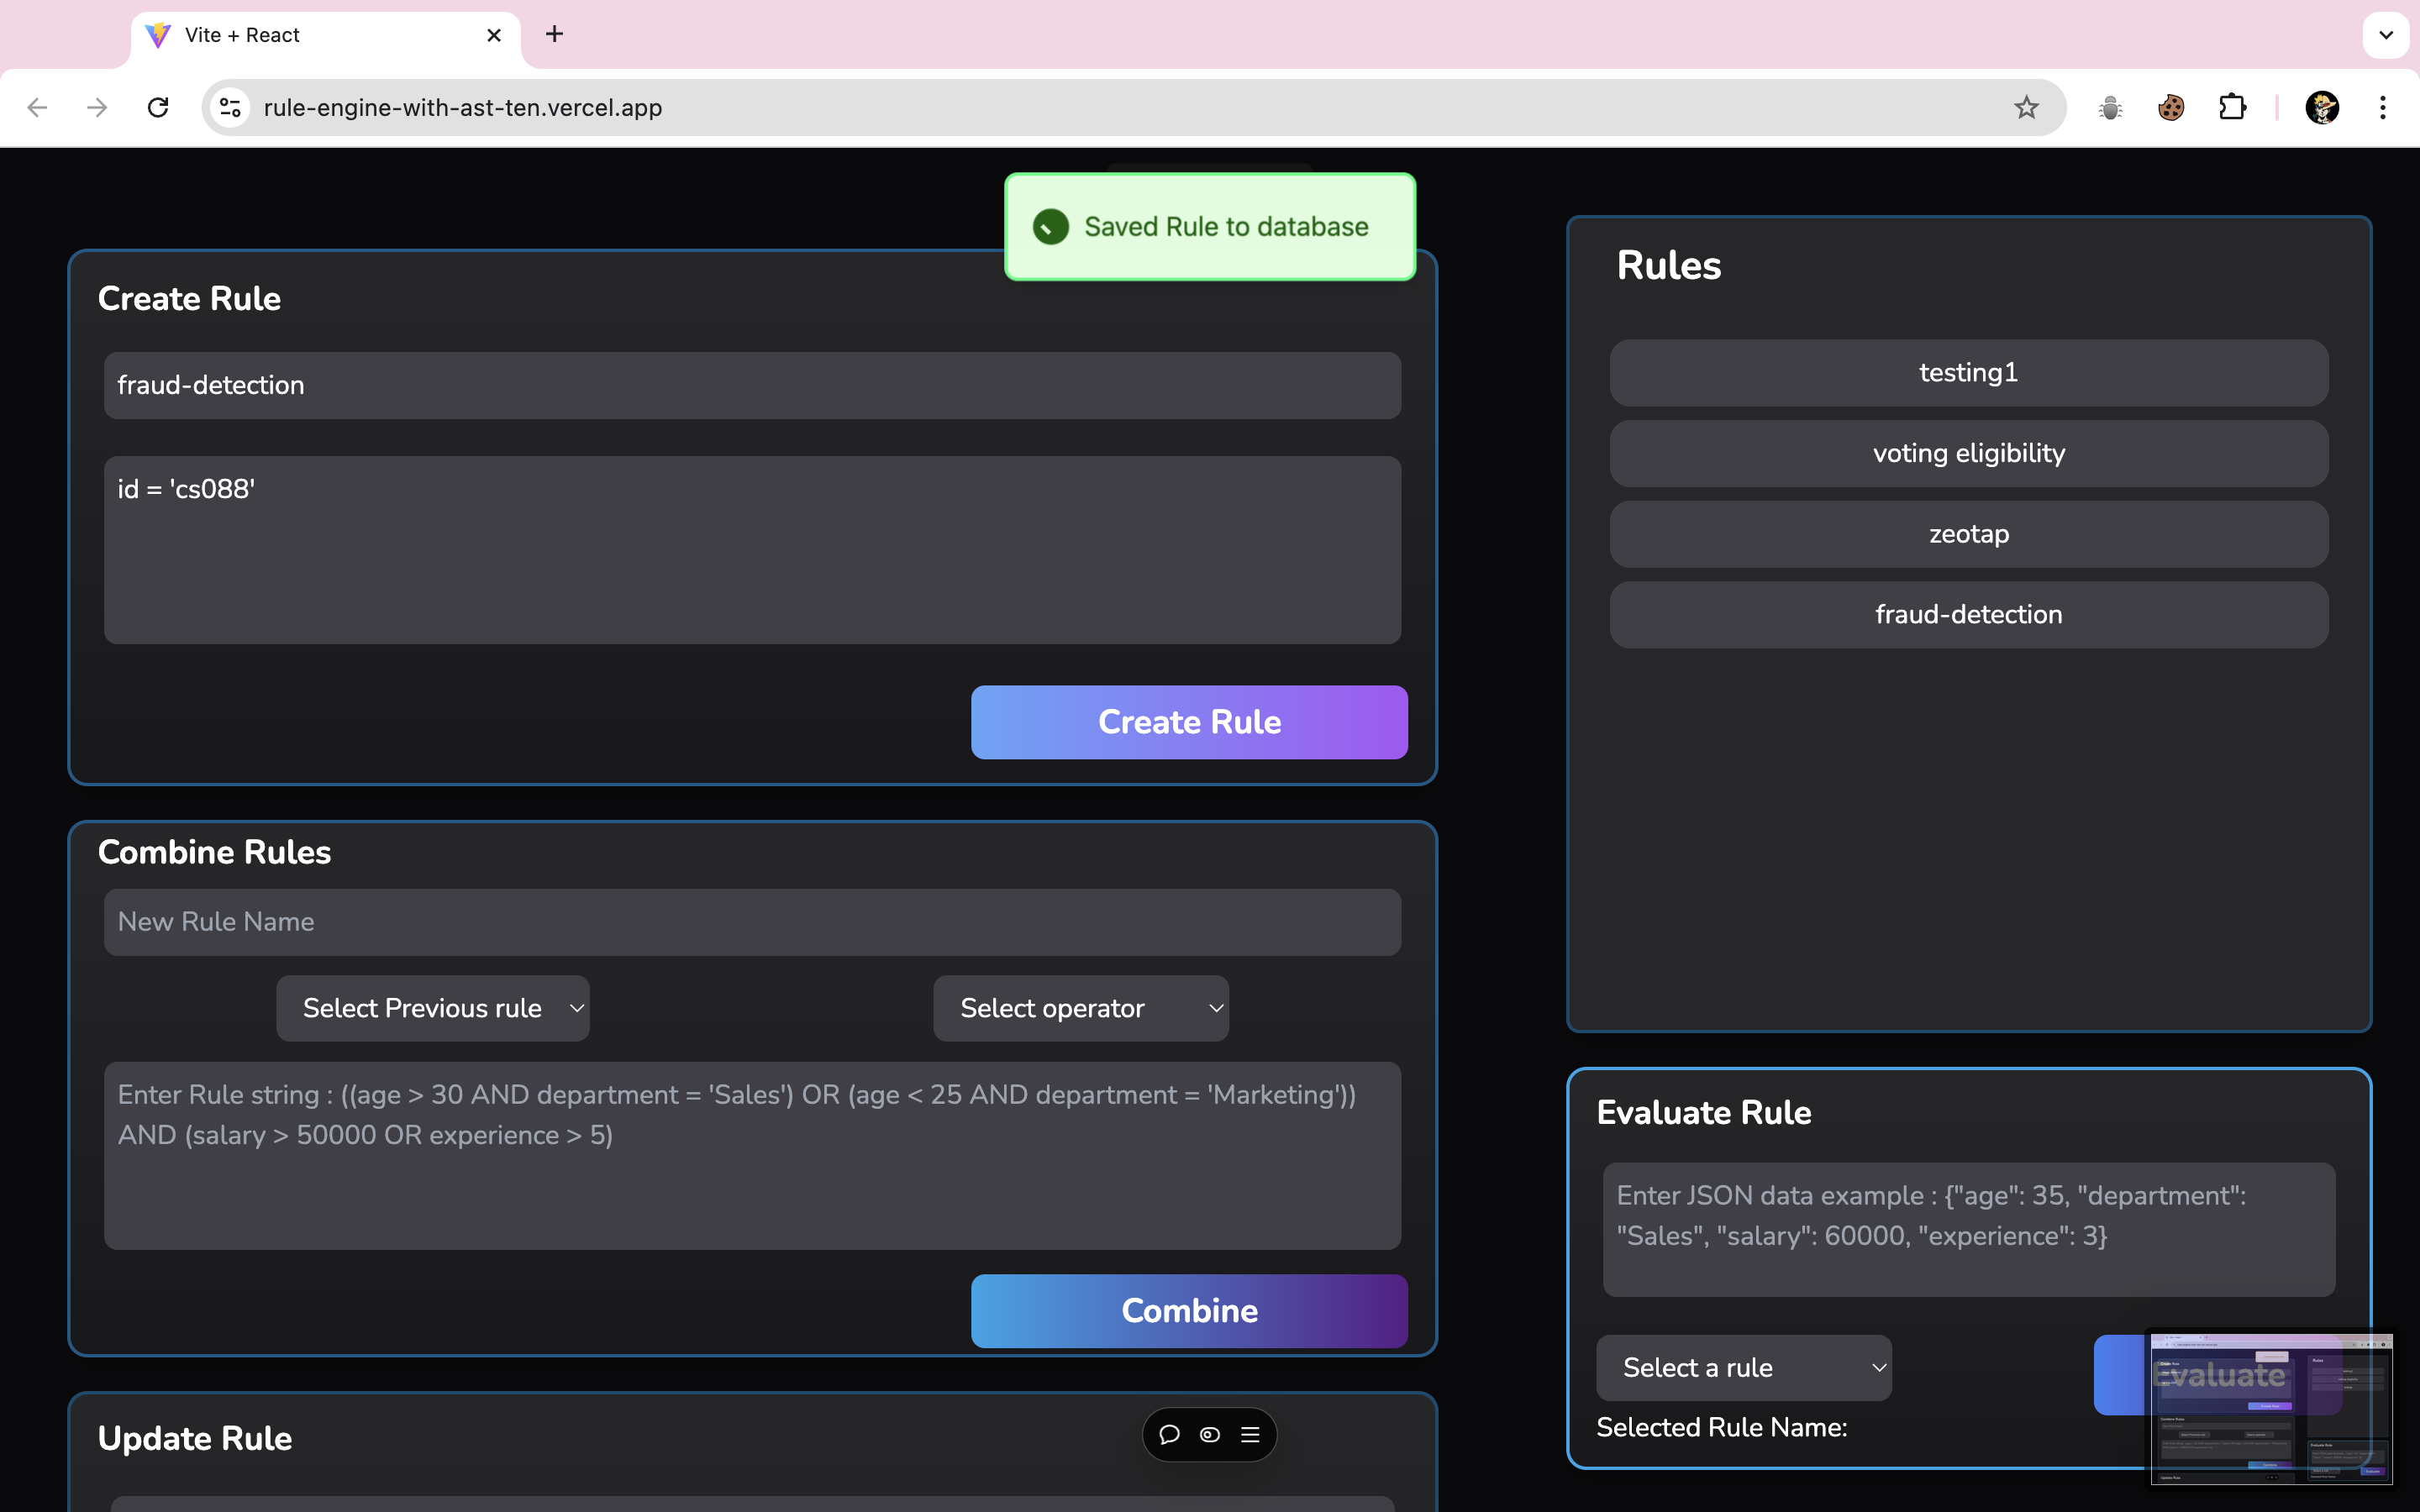 Vite + React
rule-engine-with-ast-ten.vercel.app
Saved Rule to database
Create Rule
fraud-detection
id = 'cs088'
Create Rule
Combine Rules
New Rule Name
Select Previous rule
Select operator
Enter Rule string : ((age > 30 AND department = 'Sales') OR (age < 25 AND department = 'Marketing'))
AND (salary > 50000 OR experience > 5)
Combine
Update Rule
Rules
testing1
voting eligibility
zeotap
fraud-detection
Evaluate Rule
Enter JSON data example : {"age": 35, "department":
"Sales", "salary": 60000, "experience": 3}
Select a rule
Evaluate
Selected Rule Name: